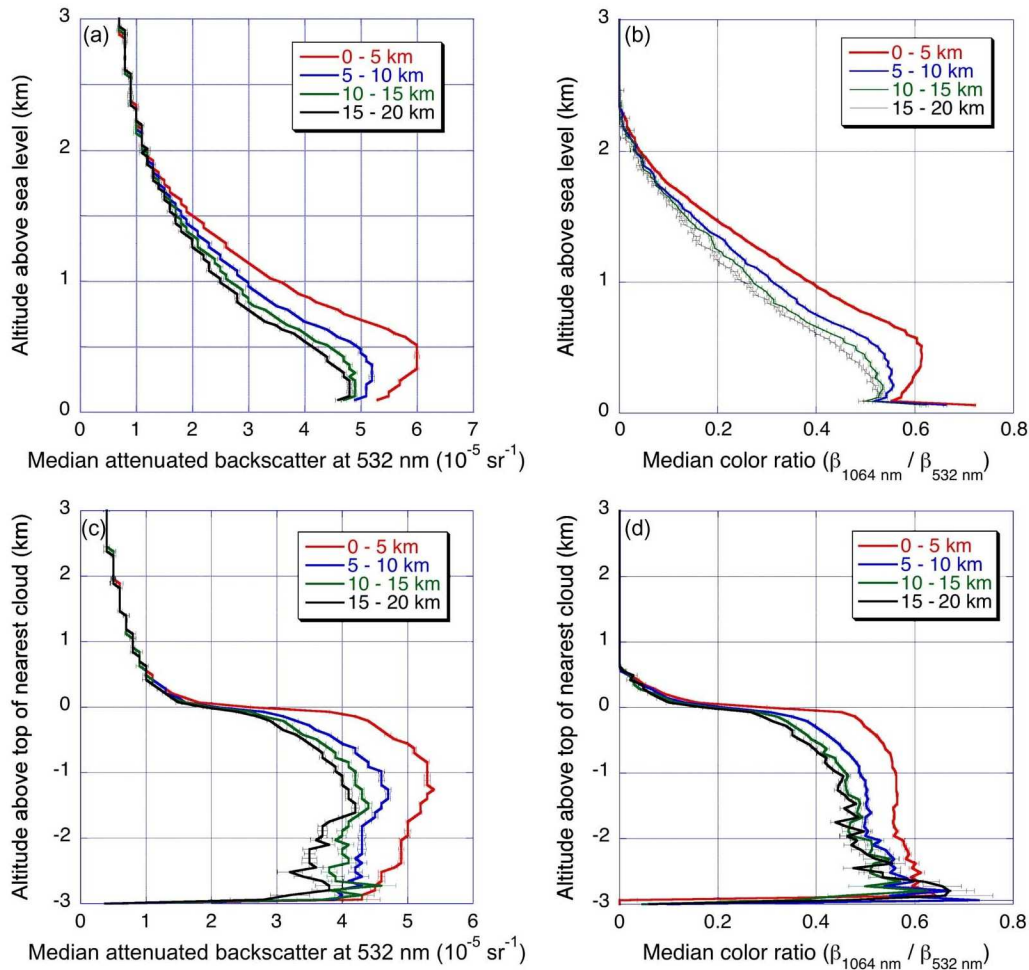 (a)
3
2
1
0
Altitude above sea level (km)
0 - 5 km
5 - 10 km
10 - 15 km
15 - 20 km
0 1 2 3 4 5 6 7
Median attenuated backscatter at 532 nm (10⁻⁵ sr⁻¹)
(b)
3
2
1
0
Altitude above sea level (km)
0 - 5 km
5 - 10 km
10 - 15 km
15 - 20 km
0 0.2 0.4 0.6 0.8
Median color ratio (β1064 nm / β532 nm)
(c)
3
2
1
0
-1
-2
-3
Altitude above top of nearest cloud (km)
0 - 5 km
5 - 10 km
10 - 15 km
15 - 20 km
0 1 2 3 4 5 6
Median attenuated backscatter at 532 nm (10⁻⁵ sr⁻¹)
(d)
3
2
1
0
-1
-2
-3
Altitude above top of nearest cloud (km)
0 - 5 km
5 - 10 km
10 - 15 km
15 - 20 km
0 0.2 0.4 0.6 0.8
Median color ratio (β1064 nm / β532 nm)